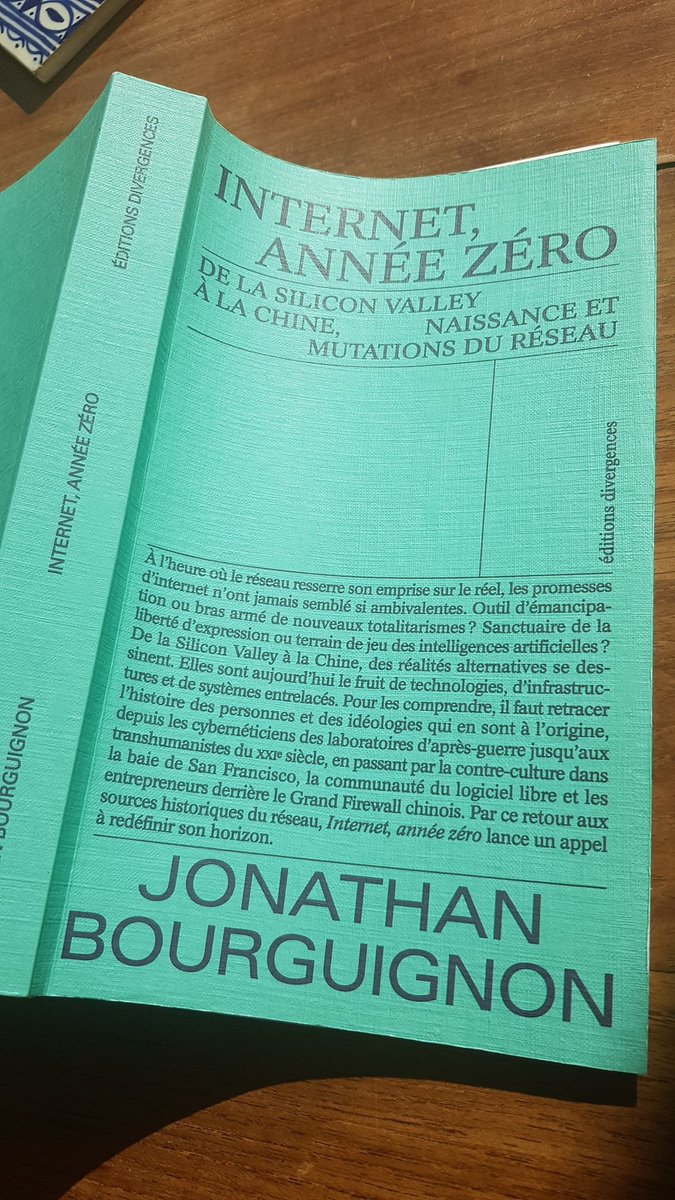 ÉDITIONS DIVERGENCES
INTERNET, ANNÉE ZÉRO
BOURGUIGNON
INTERNET,
ANNÉE ZÉRO
DE LA SILICON VALLEY
À LA CHINE, NAISSANCE ET
MUTATIONS DU RÉSEAU
éditions divergences
À l'heure où le réseau resserre son emprise sur le réel, les promesses
d'internet n'ont jamais semblé si ambivalentes. Outil d'émancipa-
tion ou bras armé de nouveaux totalitarismes ? Sanctuaire de la
liberté d'expression ou terrain de jeu des intelligences artificielles ?
De la Silicon Valley à la Chine, des réalités alternatives se des-
sinent. Elles sont aujourd'hui le fruit de technologies, d'infrastruc-
tures et de systèmes entrelacés. Pour les comprendre, il faut retracer
l'histoire des personnes et des idéologies qui en sont à l'origine,
depuis les cybernéticiens des laboratoires d'après-guerre jusqu'aux
transhumanistes du XXIe siècle, en passant par la contre-culture dans
la baie de San Francisco, la communauté du logiciel libre et les
entrepreneurs derrière le Grand Firewall chinois. Par ce retour aux
sources historiques du réseau, Internet, année zéro lance un appel
à redéfinir son horizon.
JONATHAN
BOURGUIGNON